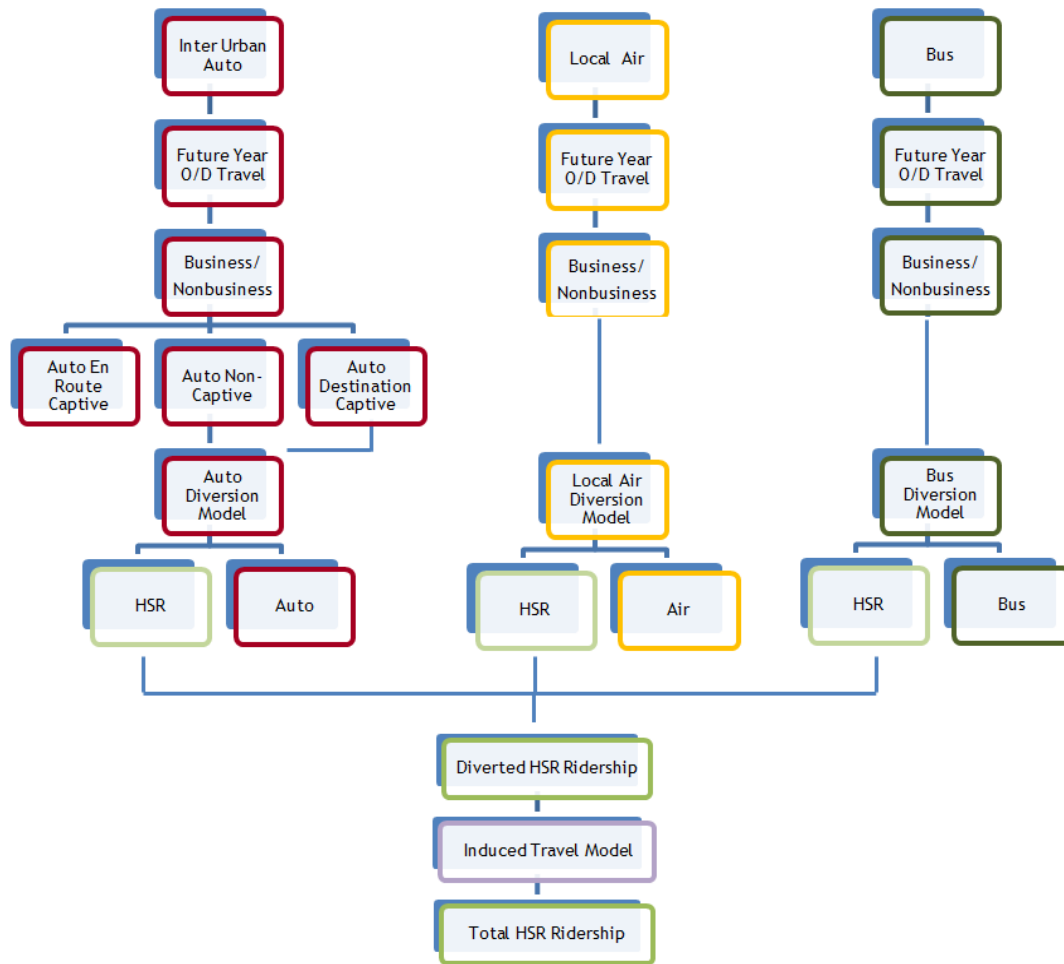 Inter Urban
Auto
Local Air
Bus
Future Year
O/D Travel
Future Year
O/D Travel
Future Year
O/D Travel
Business/
Nonbusiness
Business/
Nonbusiness
Business/
Nonbusiness
Auto En
Route
Captive
Auto Non-
Captive
Auto
Destination
Captive
Auto
Diversion
Model
Local Air
Diversion
Model
Bus
Diversion
Model
HSR
Auto
HSR
Air
HSR
Bus
Diverted HSR Ridership
Induced Travel Model
Total HSR Ridership